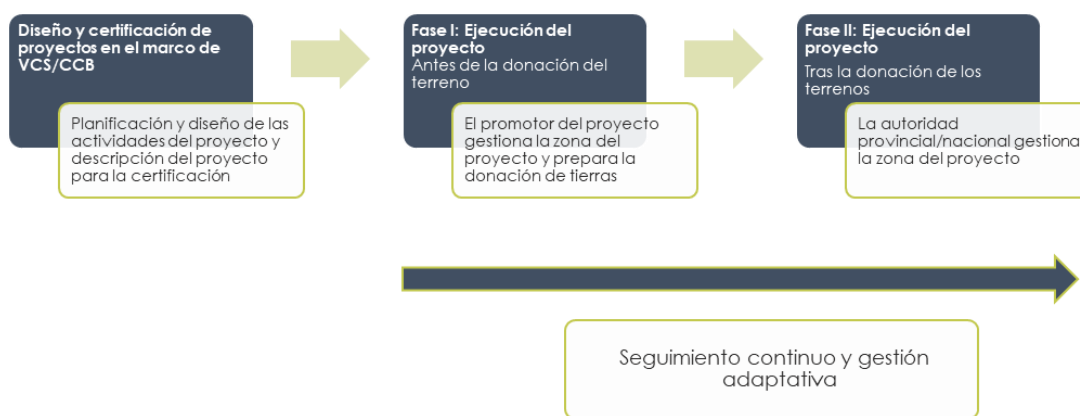 Diseño y certificación de
proyectos en el marco de
VCS/CCB
Planificación y diseño de las
actividades del proyecto y
descripción del proyecto
para la certificación
Fase I: Ejecución del
proyecto
Antes de la donación del
terreno
El promotor del proyecto
gestiona la zona del
proyecto y prepara la
donación de tierras
Fase II: Ejecución del
proyecto
Tras la donación de los
terrenos
La autoridad
provincial/nacional gestiona
la zona del proyecto
Seguimiento continuo y gestión
adaptativa